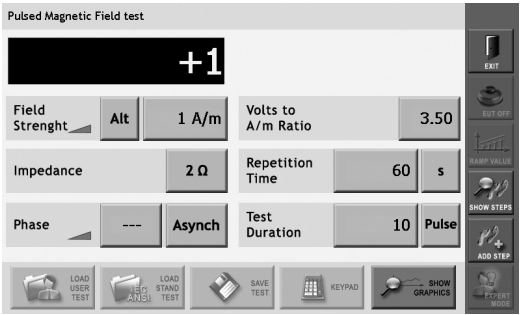 Pulsed Magnetic Field test
+1
EXIT
Field
Strenght
Alt
1 A/m
Volts to
A/m Ratio
3.50
EUT OFF
RAMP VALUE
Impedance
2 Ω
Repetition
Time
60
s
SHOW STEPS
Phase
---
Asynch
Test
Duration
10
Pulse
ADD STEP
LOAD
USER
TEST
IEC
ANSI
LOAD
STAND
TEST
SAVE
TEST
KEYPAD
SHOW
GRAPHICS
EXPERT
MODE